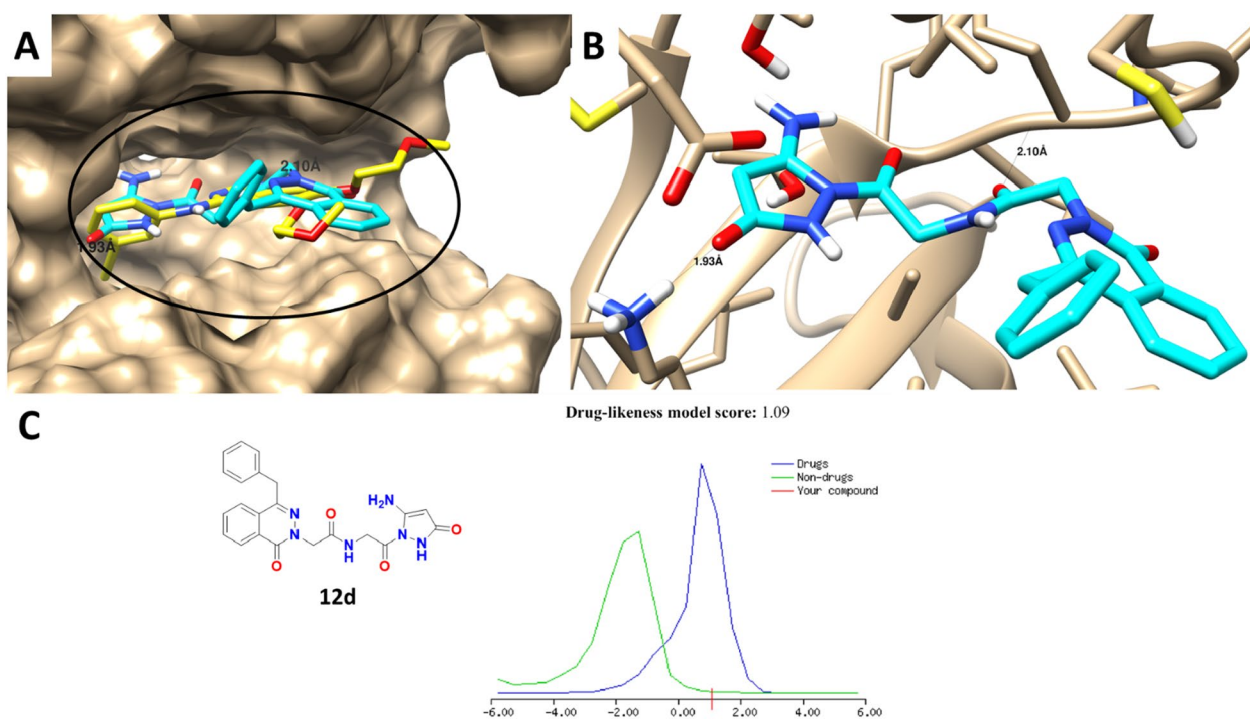 A
2.10Å
1.93Å
B
2.10Å
1.93Å
C
Drug-likeness model score: 1.09
Drugs
Non-drugs
Your compound
H2N
N
N
O
O
N
H
O
N
NH
O
12d
-6.00 -4.00 -2.00 0.00 2.00 4.00 6.00